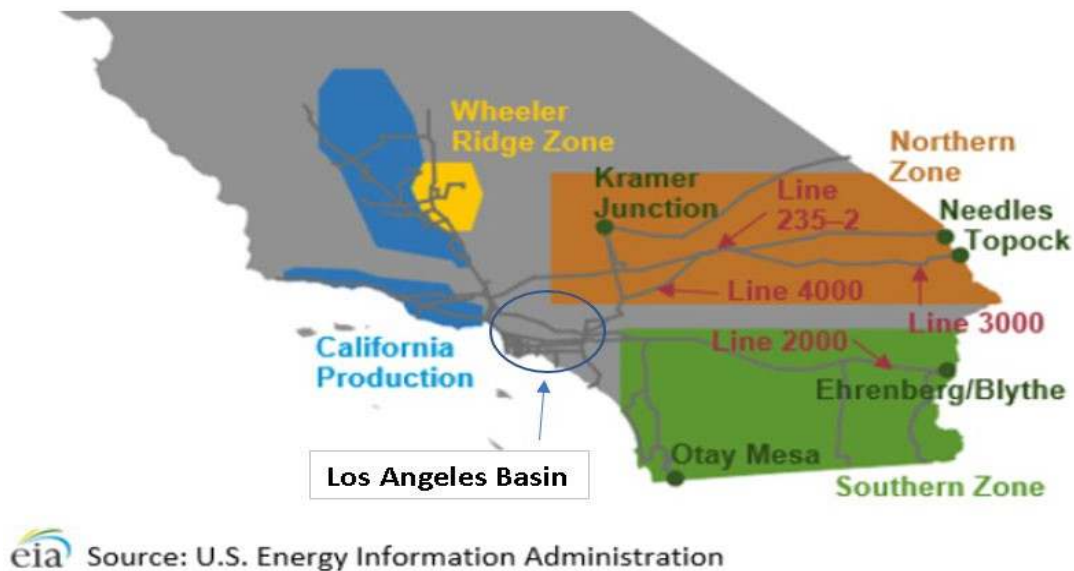 Wheeler
Ridge Zone
Northern
Zone
Kramer
Junction
Line
235–2
Needles
Topock
Line 4000
Line 3000
Line 2000
California
Production
Ehrenberg/Blythe
Otay Mesa
Los Angeles Basin
Southern Zone
eia Source: U.S. Energy Information Administration